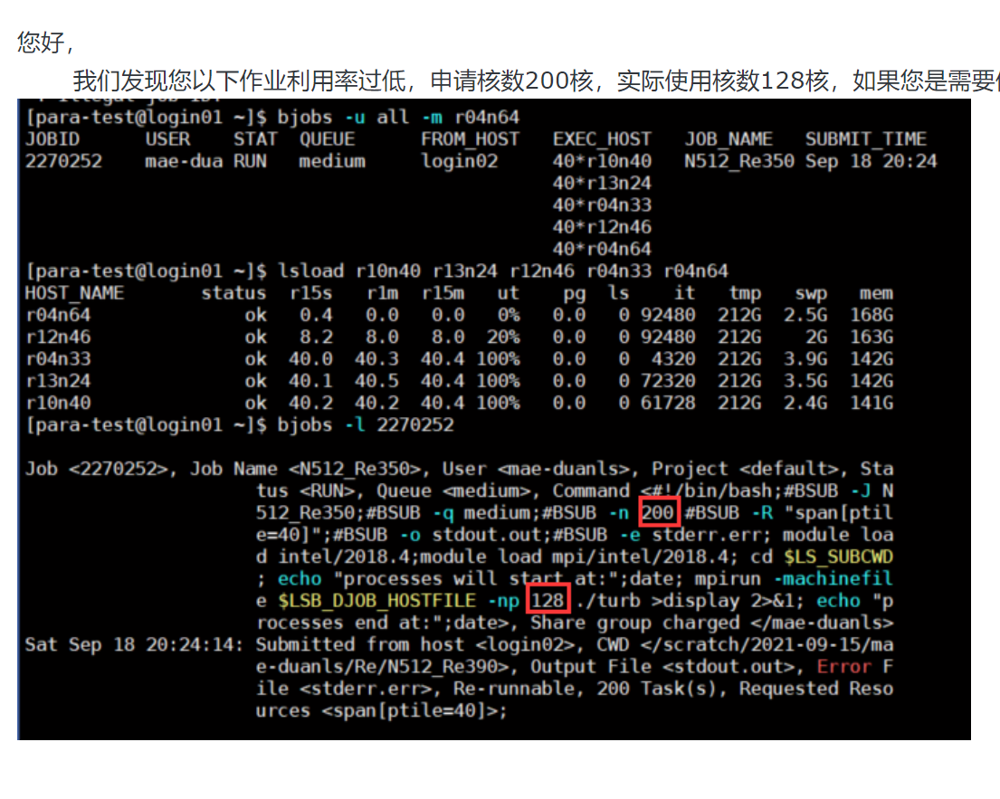 您好,
我们发现您以下作业利用率过低，申请核数200核，实际使用核数128核，如果您是需要
[para-test@login01 ~]$ bjobs -u all -m r04n64
JOBID USER STAT QUEUE FROM_HOST EXEC_HOST JOB_NAME SUBMIT_TIME
2270252 mae-dua RUN medium login02 40*r10n40 N512_Re350 Sep 18 20:24
40*r13n24
40*r04n33
40*r12n46
40*r04n64
[para-test@login01 ~]$ lsload r10n40 r13n24 r12n46 r04n33 r04n64
HOST_NAME status r15s r1m r15m ut pg ls it tmp swp mem
r04n64 ok 0.4 0.0 0.0 0% 0.0 0 92480 212G 2.5G 168G
r12n46 ok 8.2 8.0 8.0 20% 0.0 0 92480 212G 2G 163G
r04n33 ok 40.0 40.3 40.4 100% 0.0 0 4320 212G 3.9G 142G
r13n24 ok 40.1 40.5 40.4 100% 0.0 0 72320 212G 3.5G 142G
r10n40 ok 40.2 40.2 40.4 100% 0.0 0 61728 212G 2.4G 141G
[para-test@login01 ~]$ bjobs -l 2270252
Job <2270252>, Job Name <N512_Re350>, User <mae-duanls>, Project <default>, Sta
tus <RUN>, Queue <medium>, Command <#!/bin/bash;#BSUB -J N
512_Re350;#BSUB -q medium;#BSUB -n 200 #BSUB -R "span[ptil
e=40]";#BSUB -o stdout.out;#BSUB -e stderr.err; module loa
d intel/2018.4;module load mpi/intel/2018.4; cd $LS_SUBCWD
; echo "processes will start at:";date; mpirun -machinefil
e $LSB_DJOB_HOSTFILE -np 128 ./turb >display 2>&1; echo "p
rocesses end at:";date>, Share group charged </mae-duanls>
Sat Sep 18 20:24:14: Submitted from host <login02>, CWD </scratch/2021-09-15/ma
e-duanls/Re/N512_Re390>, Output File <stdout.out>, Error F
ile <stderr.err>, Re-runnable, 200 Task(s), Requested Reso
urces <span[ptile=40]>;